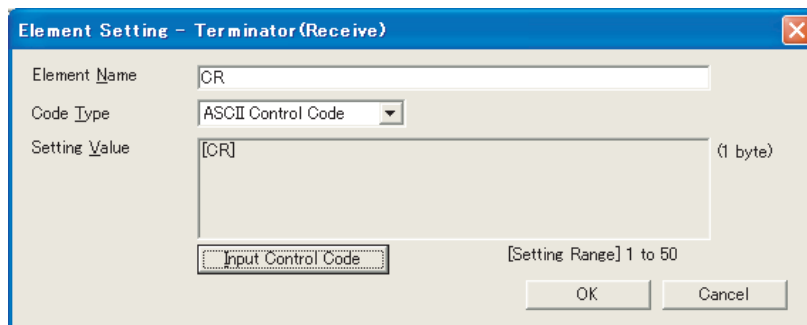 Element Setting - Terminator(Receive)
Element Name CR
Code Type ASCII Control Code
Setting Value [CR] (1 byte)
Input Control Code [Setting Range] 1 to 50
OK Cancel